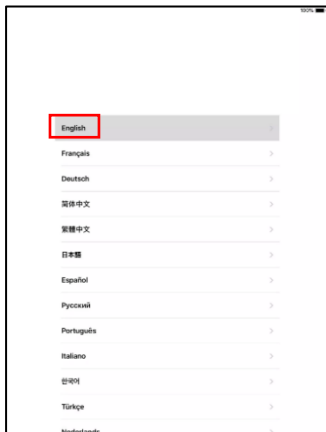 100%
English
Français
Deutsch
简体中文
繁體中文
日本語
Español
Русский
Português
Italiano
한국어
Türkçe
Nederlands